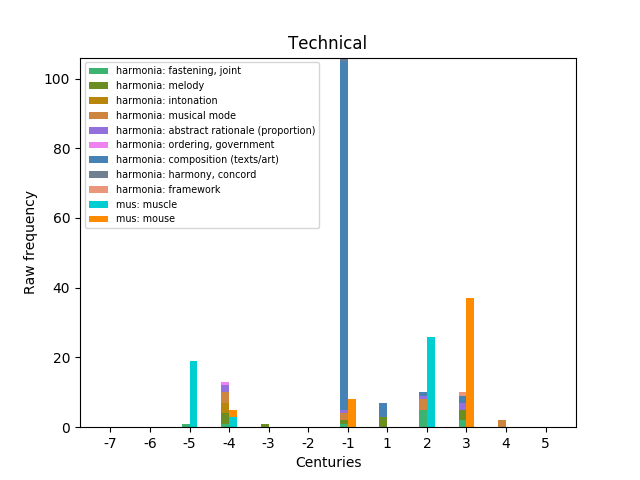 Technical
100
80
60
40
20
0
Raw frequency
harmonia: fastening, joint
harmonia: melody
harmonia: intonation
harmonia: musical mode
harmonia: abstract rationale (proportion)
harmonia: ordering, government
harmonia: composition (texts/art)
harmonia: harmony, concord
harmonia: framework
mus: muscle
mus: mouse
-7 -6 -5 -4 -3 -2 -1 1 2 3 4 5
Centuries